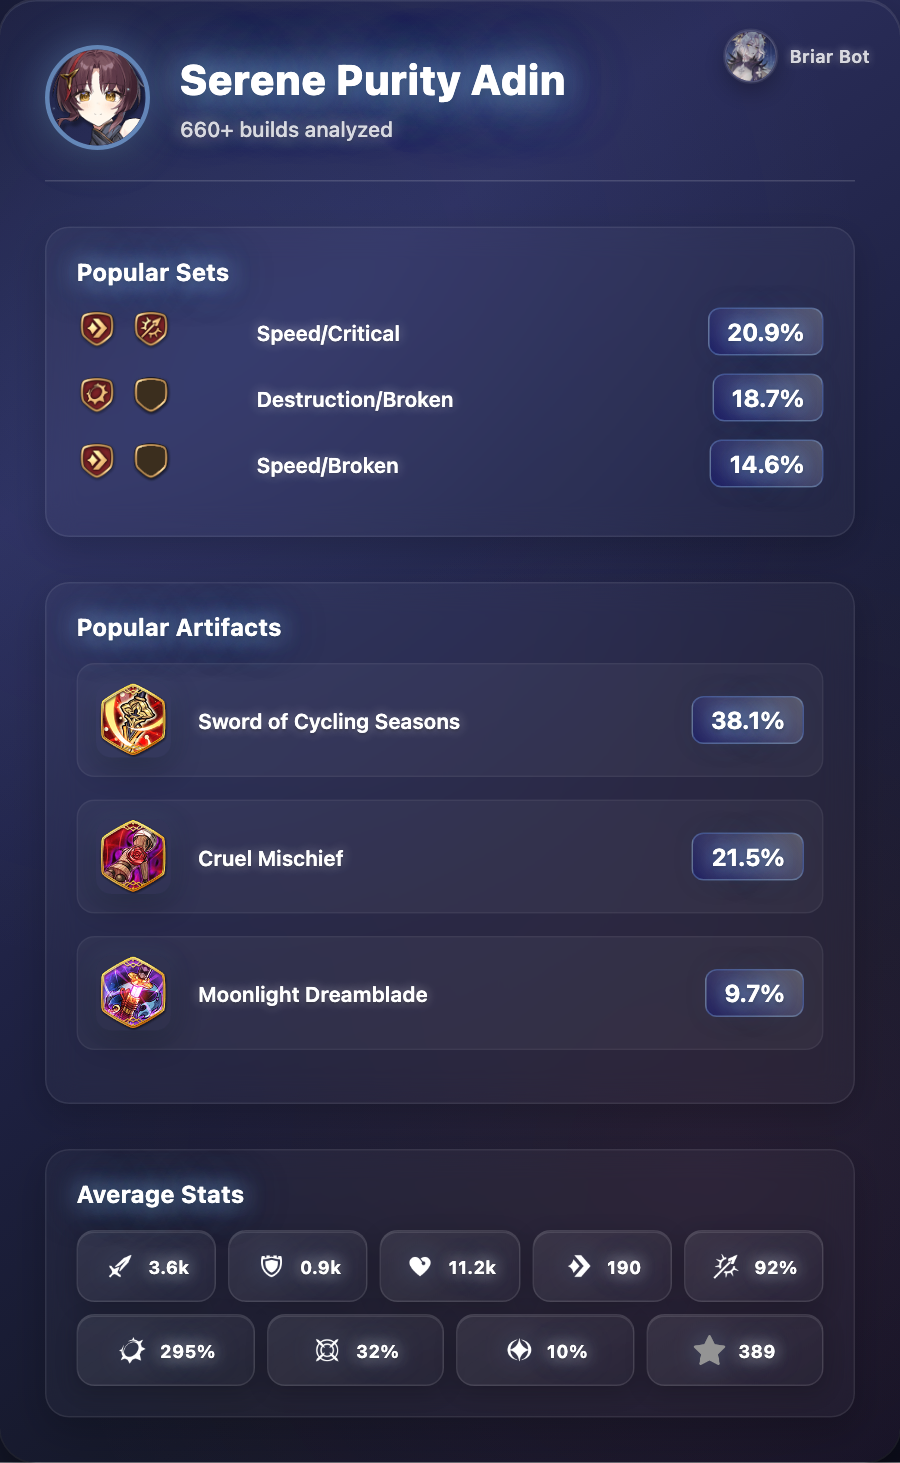 Serene Purity Adin
660+ builds analyzed
Briar Bot
Popular Sets
Speed/Critical
20.9%
Destruction/Broken
18.7%
Speed/Broken
14.6%
Popular Artifacts
Sword of Cycling Seasons
38.1%
Cruel Mischief
21.5%
Moonlight Dreamblade
9.7%
Average Stats
3.6k
0.9k
11.2k
190
92%
295%
32%
10%
389